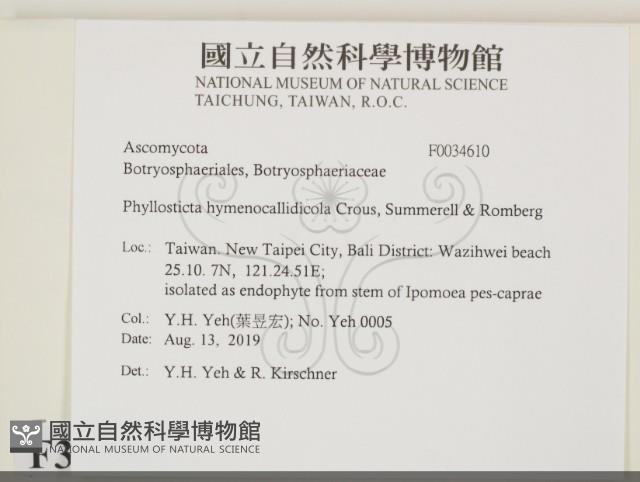 國立自然科學博物館
NATIONAL MUSEUM OF NATURAL SCIENCE
TAICHUNG, TAIWAN, R.O.C.
Ascomycota F0034610
Botryosphaeriales, Botryosphaeriaceae
Phyllosticta hymenocallidicola Crous, Summerell & Romberg
Loc.: Taiwan. New Taipei City, Bali District: Wazihwei beach
25.10. 7N, 121.24.51E;
isolated as endophyte from stem of Ipomoea pes-caprae
Col.: Y.H. Yeh(葉昱宏); No. Yeh 0005
Date: Aug. 13, 2019
Det.: Y.H. Yeh & R. Kirschner
國立自然科學博物館
NATIONAL MUSEUM OF NATURAL SCIENCE
F3